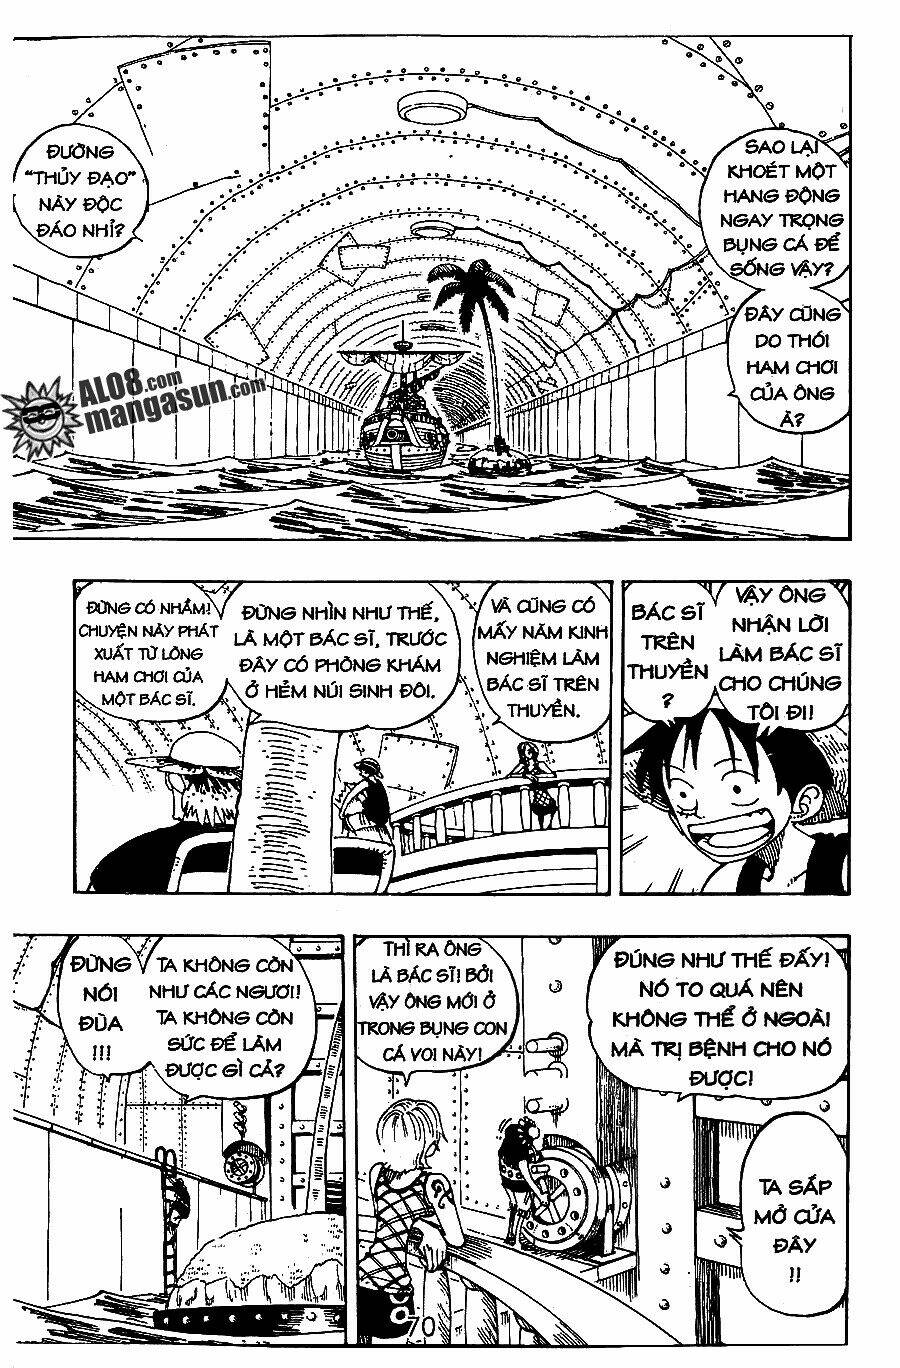 SAO LẠI
KHOÉT MỘT
HANG ĐỘNG
NGAY TRỌNG
BỤNG CÁ ĐỂ
SỐNG VẬY?
ĐÂY CŨNG
DO THÓI
HAM CHƠI
CỦA ÔNG
À?
ĐƯỜNG
"THỦY ĐẠO"
NÀY ĐỘC
ĐÁO NHỈ?
ALO8.com
mangasun.com
VẬY ÔNG
NHẬN LỜI
LÀM BÁC SĨ
CHO CHÚNG
TÔI ĐI!
BÁC SĨ
TRÊN
THUYỀN
?
VÀ CŨNG CÓ
MẤY NĂM KINH
NGHIỆM LÀM
BÁC SĨ TRÊN
THUYỀN.
ĐỪNG NHÌN NHƯ THẾ,
LÀ MỘT BÁC SĨ, TRƯỚC
ĐÂY CÓ PHÒNG KHÁM
Ở HẺM NÚI SINH ĐÔI.
ĐỪNG CÓ NHẦM!
CHUYỆN NÀY PHÁT
XUẤT TỪ LÒNG
HAM CHƠI CỦA
MỘT BÁC SĨ.
ĐÚNG NHƯ THẾ ĐẤY!
NÓ TO QUÁ NÊN
KHÔNG THỂ Ở NGOÀI
MÀ TRỊ BỆNH CHO NÓ
ĐƯỢC!
TA SẮP
MỞ CỬA
ĐÂY
!!
THÌ RA ÔNG
LÀ BÁC SĨ! BỞI
VẬY ÔNG MỚI Ở
TRONG BỤNG CON
CÁ VOI NÀY!
TA KHÔNG CÒN
NHƯ CÁC NGƯƠI!
TA KHÔNG CÒN
SỨC ĐỂ LÀM
ĐƯỢC GÌ CẢ?
ĐỪNG
NÓI
ĐÙA
!!!
70